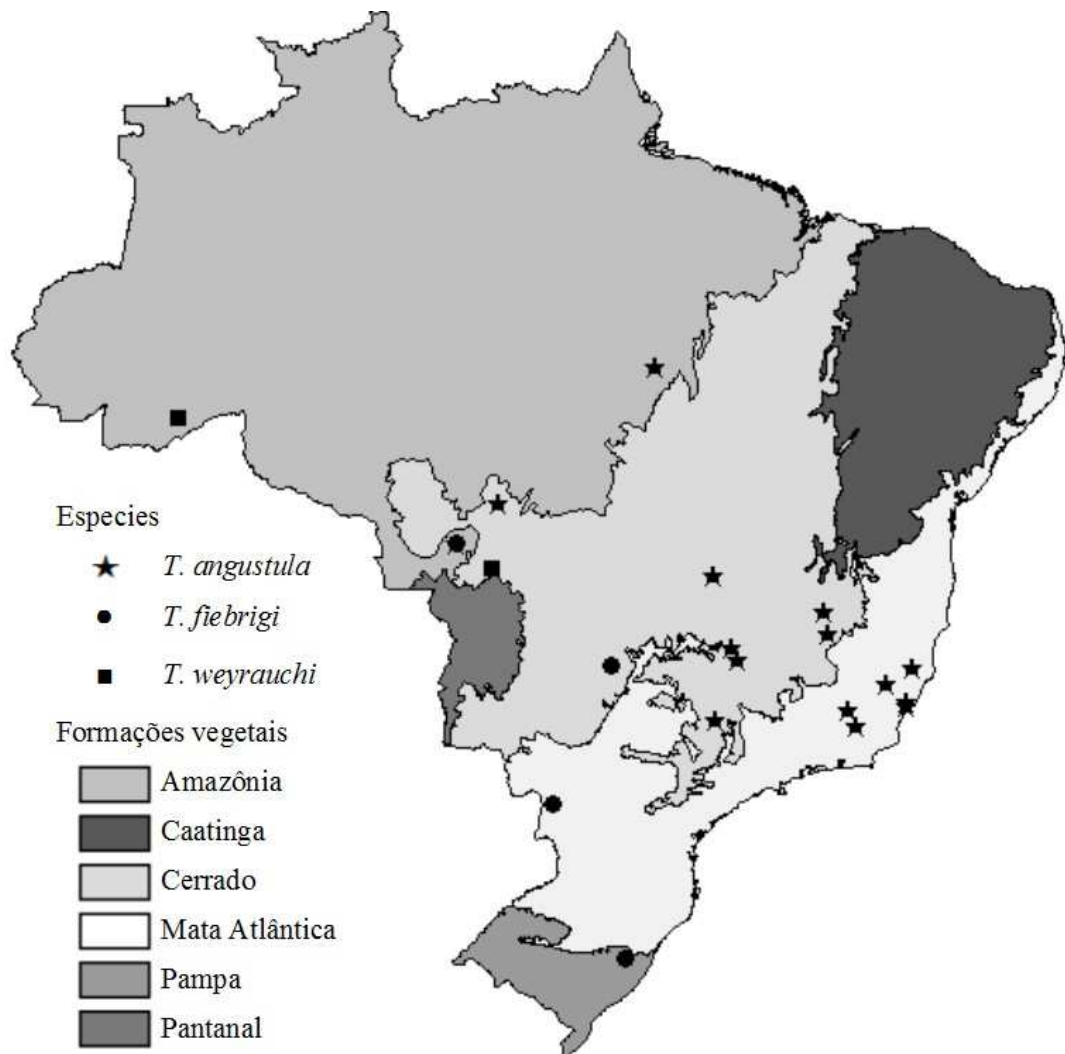 Especies
T. angustula
T. fiebrigi
T. weyrauchi
Formações vegetais
Amazônia
Caatinga
Cerrado
Mata Atlântica
Pampa
Pantanal